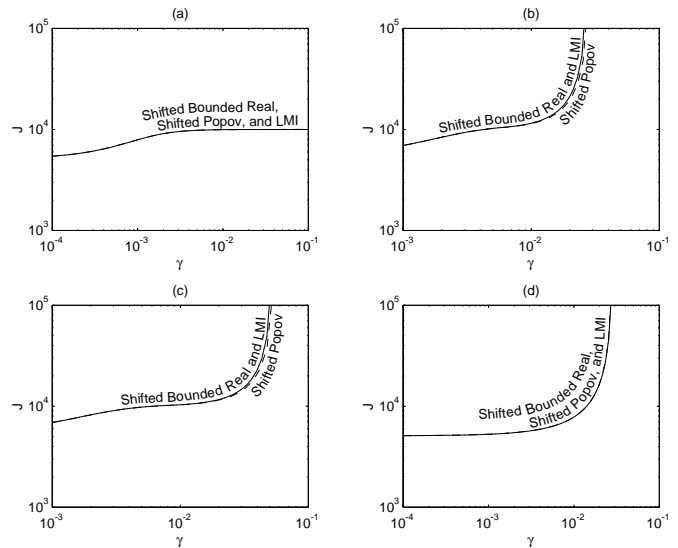 (a)
10^5
10^4
10^3
J
Shifted Bounded Real,
Shifted Popov, and LMI
10^-4
10^-3
10^-2
10^-1
γ
(b)
10^5
10^4
10^3
J
Shifted Bounded Real and LMI
Shifted Popov
10^-3
10^-2
10^-1
γ
(c)
10^5
10^4
10^3
J
Shifted Bounded Real and LMI
Shifted Popov
10^-3
10^-2
10^-1
γ
(d)
10^5
10^4
10^3
J
Shifted Bounded Real,
Shifted Popov, and LMI
10^-4
10^-3
10^-2
10^-1
γ